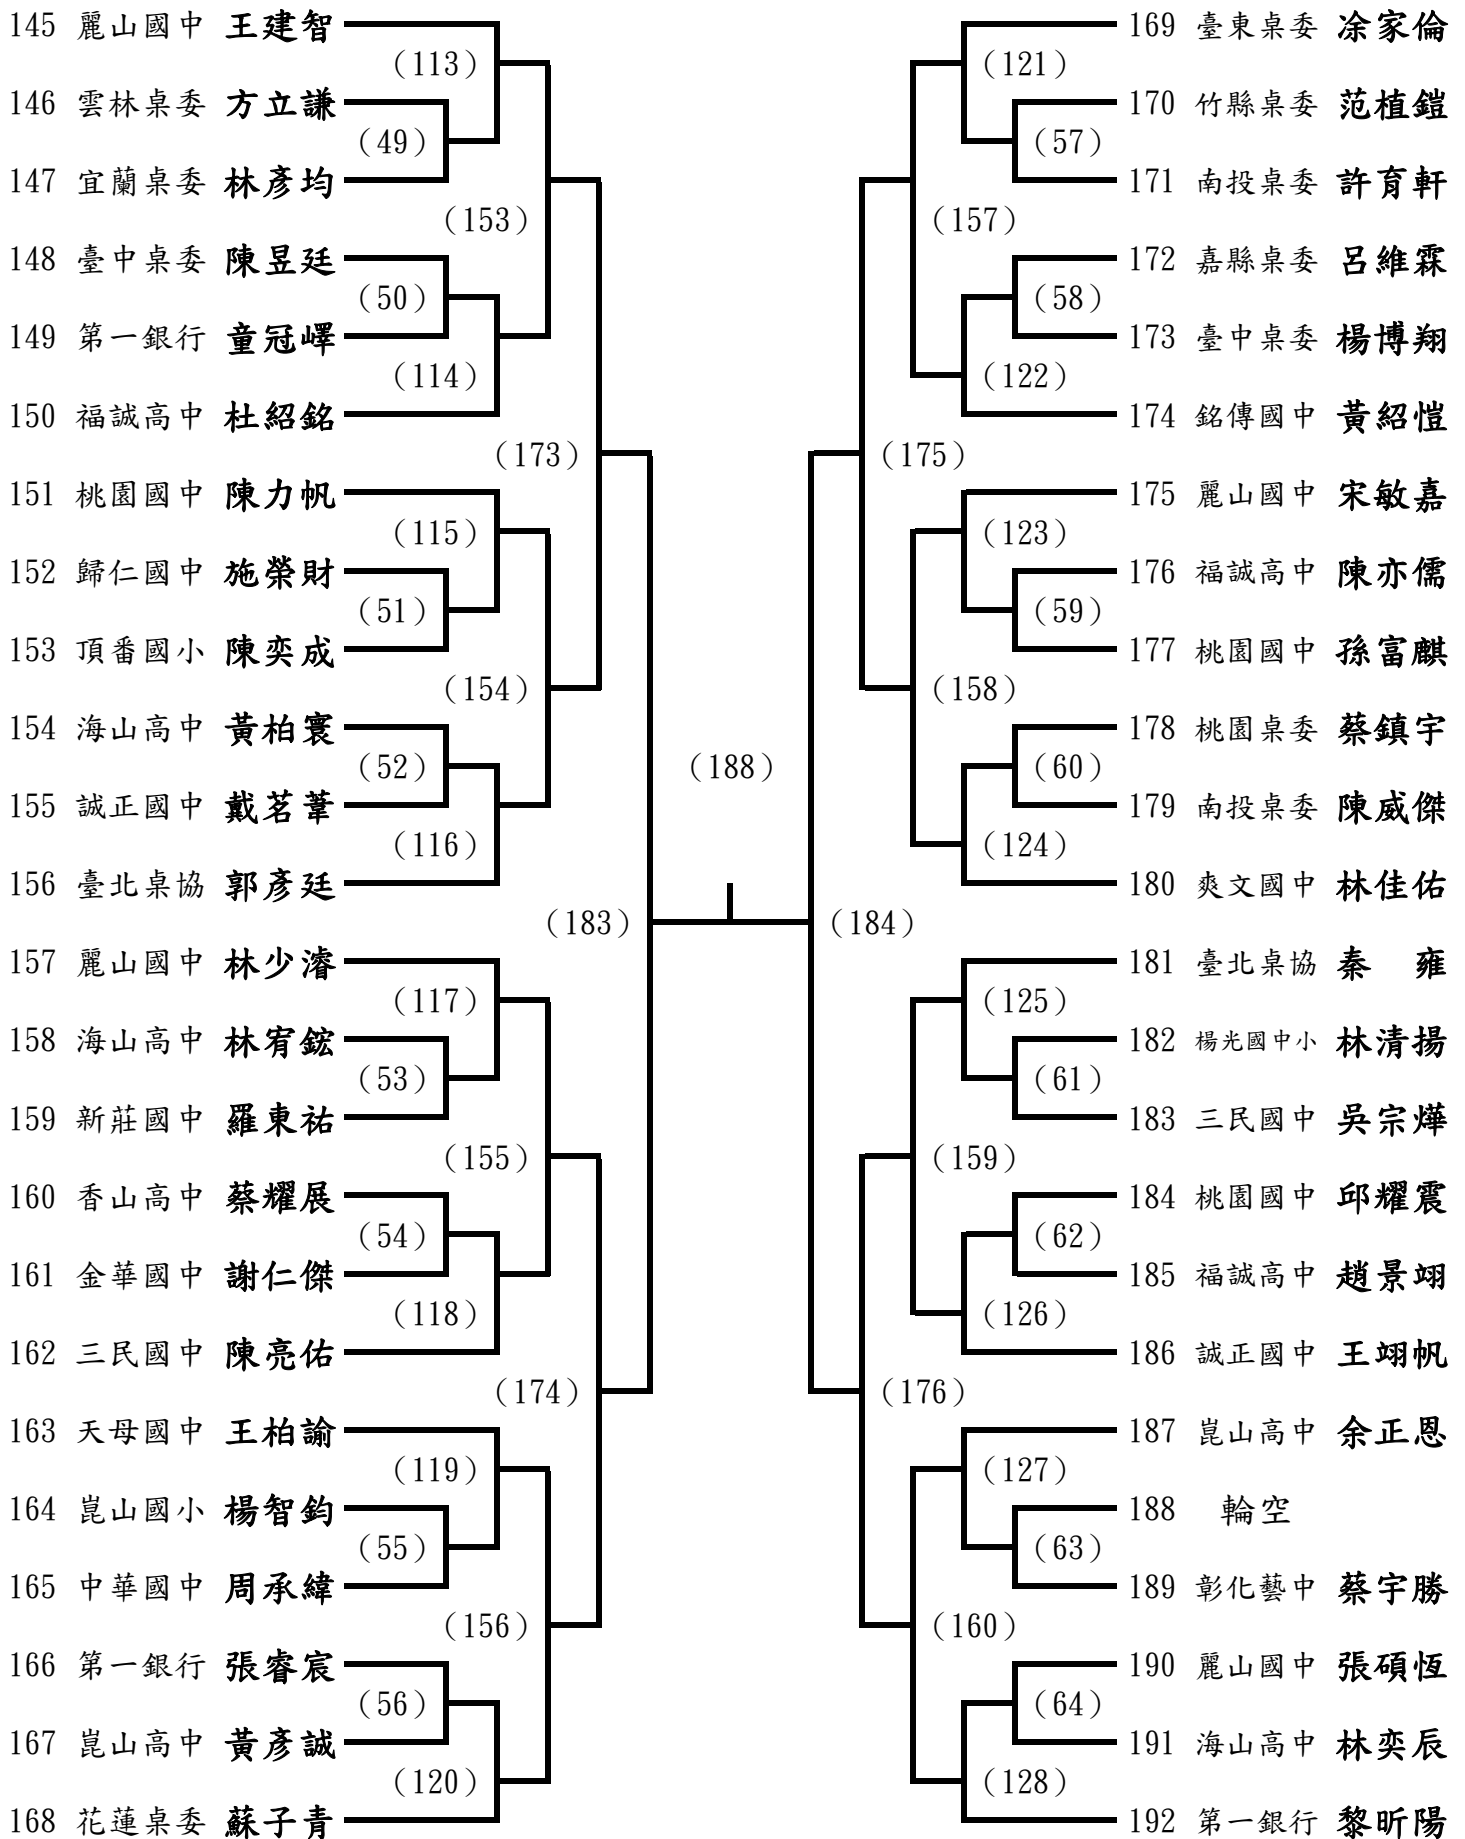 145 麗山國中 王建智
(113)
146 雲林桌委 方立謙
(49)
147 宜蘭桌委 林彥均
(153)
148 臺中桌委 陳昱廷
(50)
149 第一銀行 童冠嶧
(114)
150 福誠高中 杜紹銘
(173)
151 桃園國中 陳力帆
(115)
152 歸仁國中 施榮財
(51)
153 頂番國小 陳奕成
(154)
154 海山高中 黃柏寰
(52)
155 誠正國中 戴茗葦
(116)
156 臺北桌協 郭彥廷
(183)
157 麗山國中 林少濬
(117)
158 海山高中 林宥鋐
(53)
159 新莊國中 羅東祐
(155)
160 香山高中 蔡耀展
(54)
161 金華國中 謝仁傑
(118)
162 三民國中 陳亮佑
(174)
163 天母國中 王柏諭
(119)
164 崑山國小 楊智鈞
(55)
165 中華國中 周承緯
(156)
166 第一銀行 張睿宸
(56)
167 崑山高中 黃彥誠
(120)
168 花蓮桌委 蘇子青
(188)
169 臺東桌委 凃家倫
(121)
170 竹縣桌委 范植鎧
(57)
171 南投桌委 許育軒
(157)
172 嘉縣桌委 呂維霖
(58)
173 臺中桌委 楊博翔
(122)
174 銘傳國中 黃紹愷
(175)
175 麗山國中 宋敏嘉
(123)
176 福誠高中 陳亦儒
(59)
177 桃園國中 孫富麒
(158)
178 桃園桌委 蔡鎮宇
(60)
179 南投桌委 陳威傑
(124)
180 爽文國中 林佳佑
(184)
181 臺北桌協 秦　雍
(125)
182 楊光國中小 林清揚
(61)
183 三民國中 吳宗燁
(159)
184 桃園國中 邱耀震
(62)
185 福誠高中 趙景翊
(126)
186 誠正國中 王翊帆
(176)
187 崑山高中 余正恩
(127)
188 輪空
(63)
189 彰化藝中 蔡宇勝
(160)
190 麗山國中 張碩恆
(64)
191 海山高中 林奕辰
(128)
192 第一銀行 黎昕陽